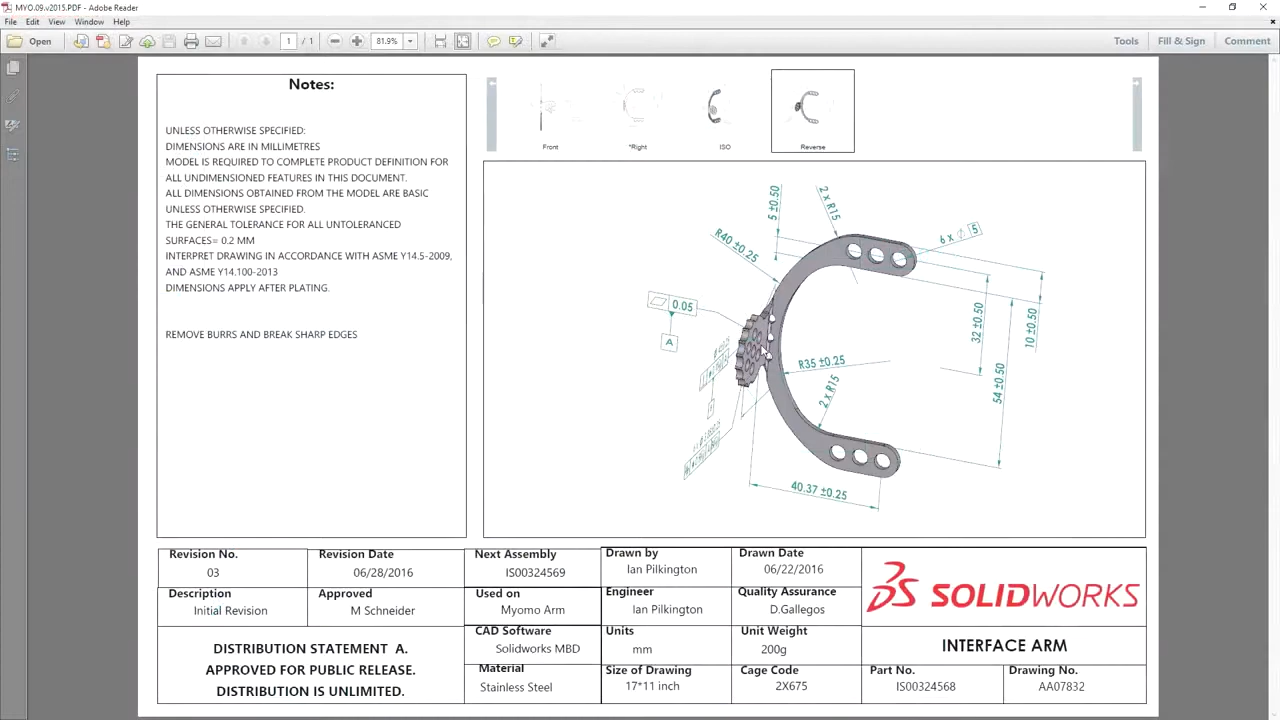 MYO.09.v2015.PDF - Adobe Reader
File Edit View Window Help
Open 1 / 1 81.9% Tools Fill & Sign Comment
Notes:
UNLESS OTHERWISE SPECIFIED:
DIMENSIONS ARE IN MILLIMETRES
MODEL IS REQUIRED TO COMPLETE PRODUCT DEFINITION FOR
ALL UNDIMENSIONED FEATURES IN THIS DOCUMENT.
ALL DIMENSIONS OBTAINED FROM THE MODEL ARE BASIC
UNLESS OTHERWISE SPECIFIED.
THE GENERAL TOLERANCE FOR ALL UNTOLERANCED
SURFACES= 0.2 MM
INTERPRET DRAWING IN ACCORDANCE WITH ASME Y14.5-2009,
AND ASME Y14.100-2013
DIMENSIONS APPLY AFTER PLATING.
REMOVE BURRS AND BREAK SHARP EDGES
Front *Right ISO Reverse
5 ±0.50
2 x R15
R40 ±0.25
6 x ∅ 5
0.05
A
32 ±0.50
10 ±0.50
R35 ±0.25
2 x R15
54 ±0.50
40.37 ±0.25
Revision No.
03
Revision Date
06/28/2016
Next Assembly
IS00324569
Drawn by
Ian Pilkington
Drawn Date
06/22/2016
Description
Initial Revision
Approved
M Schneider
Used on
Myomo Arm
Engineer
Ian Pilkington
Quality Assurance
D.Gallegos
SOLIDWORKS
DISTRIBUTION STATEMENT A.
APPROVED FOR PUBLIC RELEASE.
DISTRIBUTION IS UNLIMITED.
CAD Software
Solidworks MBD
Units
mm
Unit Weight
200g
INTERFACE ARM
Material
Stainless Steel
Size of Drawing
17*11 inch
Cage Code
2X675
Part No.
IS00324568
Drawing No.
AA07832